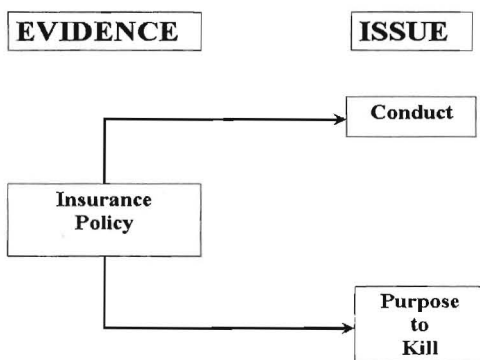 EVIDENCE
ISSUE
Conduct
Insurance
Policy
Purpose
to
Kill